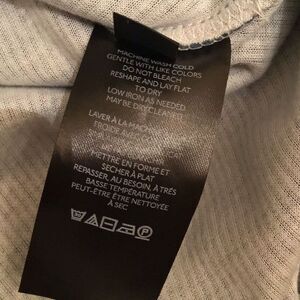 MACHINE WASH COLD
GENTLE WITH LIKE COLORS
DO NOT BLEACH
RESHAPE AND LAY FLAT
TO DRY
LOW IRON AS NEEDED
MAY BE DRY CLEANED
LAVER À LA
FROIDE
METTRE EN FORME ET
SÉCHER À PLAT
REPASSER, AU BESOIN, À TRÈS
BASSE TEMPÉRATURE
PEUT-ÊTRE ÊTRE NETTOYÉE
À SEC